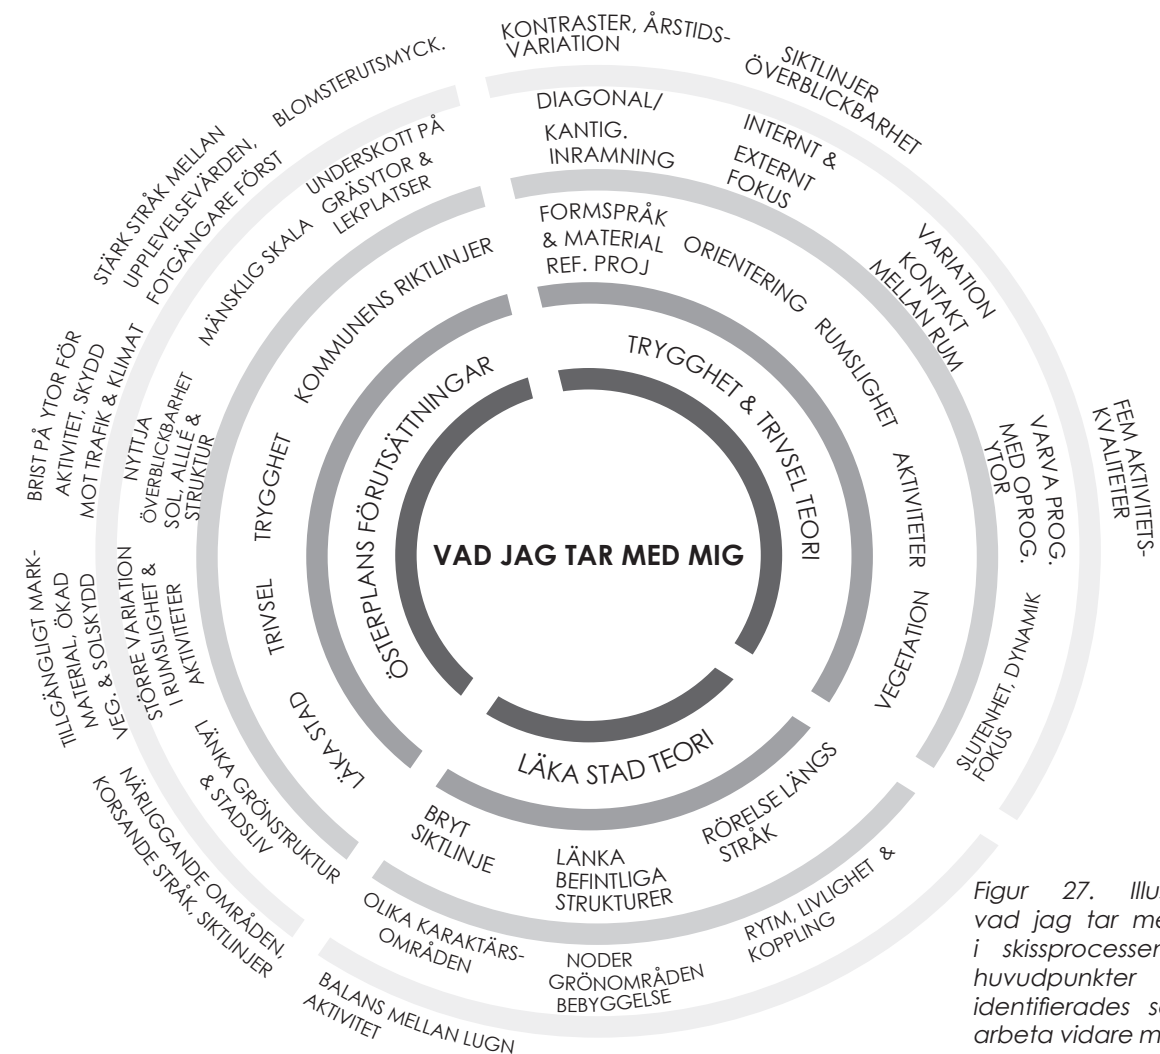 VAD JAG TAR MED MIG
TRYGGHET & TRIVSEL TEORI
FORMSPRÅK
& MATERIAL
REF. PROJ
ORIENTERING
RUMSLIGHET
AKTIVITETER
VEGETATION
DIAGONAL/
KANTIG.
INRAMNING
INTERNT &
EXTERNT
FOKUS
VARIATION
KONTAKT
MELLAN RUM
VARVA PROG.
MED OPROG.
YTOR
SLUTENHET, DYNAMIK
FOKUS
KONTRASTER, ÅRSTIDS-
VARIATION
SIKTLINJER
ÖVERBLICKBARHET
FEM AKTIVITETS-
KVALITETER
LÄKA STAD TEORI
RÖRELSE LÄNGS
STRÅK
LÄNKA
BEFINTLIGA
STRUKTURER
BRYT
SIKTLINJE
RYTM, LIVLIGHET &
KOPPLING
NODER
GRÖNOMRÅDEN
BEBYGGELSE
OLIKA KARAKTÄRS-
OMRÅDEN
BALANS MELLAN LUGN
AKTIVITET
ÖSTERPLANS FÖRUTSÄTTNINGAR
KOMMUNENS RIKTLINJER
TRYGGHET
TRIVSEL
LÄKA STAD
UNDERSKOTT PÅ
GRÄSYTOR &
LEKPLATSER
MÄNSKLIG SKALA
NYTTJA
ÖVERBLICKBARHET
SOL, ALLLÉ &
STRUKTUR
STÖRRE VARIATION
I RUMSLIGHET &
AKTIVITETER
LÄNKA GRÖNSTRUKTUR
& STADSLIV
BLOMSTERUTSMYCK.
STÄRK STRÅK MELLAN
UPPLEVELSEVÄRDEN,
FOTGÄNGARE FÖRST
BRIST PÅ YTOR FÖR
AKTIVITET, SKYDD
MOT TRAFIK & KLIMAT
TILLGÄNGLIGT MARK-
MATERIAL, ÖKAD
VEG. & SOLSKYDD
NÄRLIGGANDE OMRÅDEN,
KORSANDE STRÅK, SIKTLINJER
Figur 27. Illu
vad jag tar me
i skissprocesser
huvudpunkter
identifierades s
arbeta vidare m